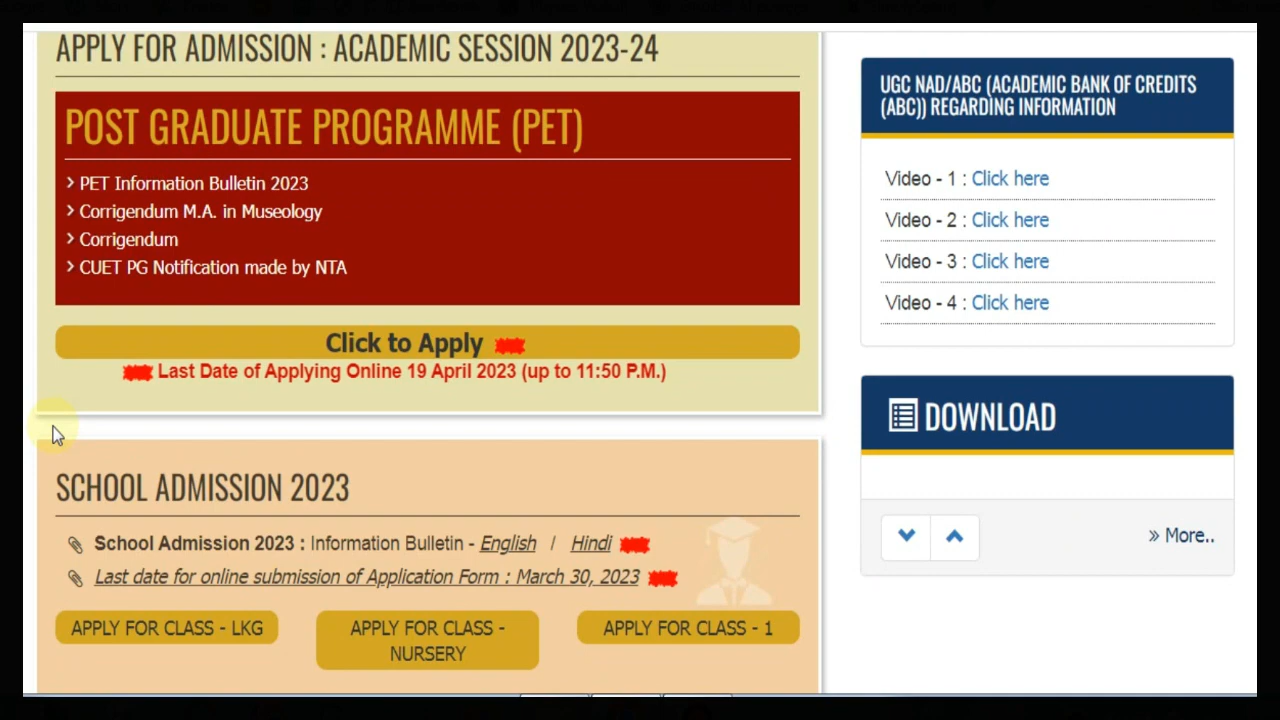 APPLY FOR ADMISSION : ACADEMIC SESSION 2023-24
POST GRADUATE PROGRAMME (PET)
PET Information Bulletin 2023
Corrigendum M.A. in Museology
Corrigendum
CUET PG Notification made by NTA
Click to Apply
Last Date of Applying Online 19 April 2023 (up to 11:50 P.M.)
SCHOOL ADMISSION 2023
School Admission 2023 : Information Bulletin - English / Hindi
Last date for online submission of Application Form : March 30, 2023
APPLY FOR CLASS - LKG
APPLY FOR CLASS -
NURSERY
APPLY FOR CLASS - 1
UGC NAD/ABC (ACADEMIC BANK OF CREDITS
(ABC)) REGARDING INFORMATION
Video - 1 : Click here
Video - 2 : Click here
Video - 3 : Click here
Video - 4 : Click here
DOWNLOAD
» More..